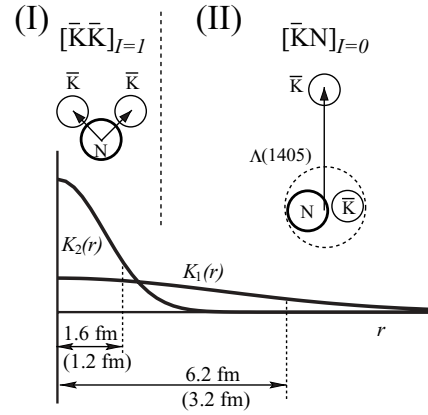 (I) [K̄K̄]I=1
(II) [K̄N]I=0
K̄ K̄
N
K̄
Λ(1405)
N K̄
K2(r)
K1(r)
r
1.6 fm
(1.2 fm)
6.2 fm
(3.2 fm)